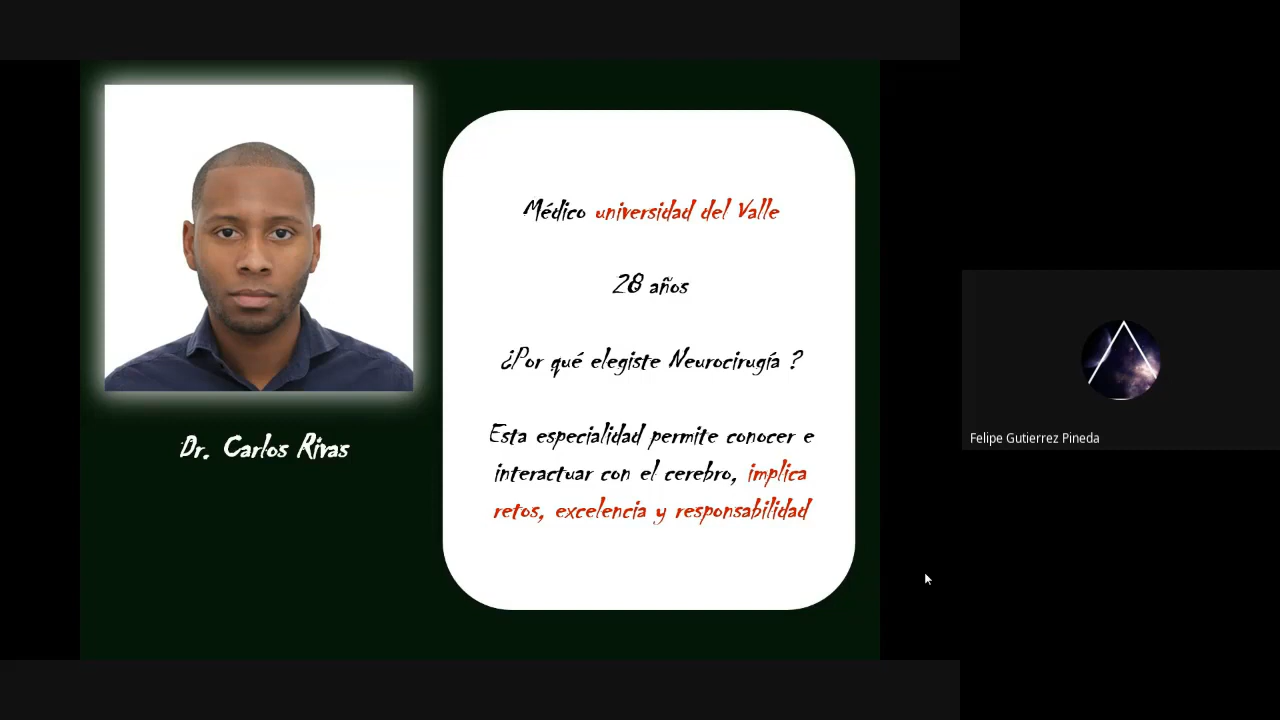 Médico universidad del Valle
28 años
¿Por qué elegiste Neurocirugía ?
Esta especialidad permite conocer e
interactuar con el cerebro, implica
retos, excelencia y responsabilidad
Dr. Carlos Rivas
Felipe Gutierrez Pineda